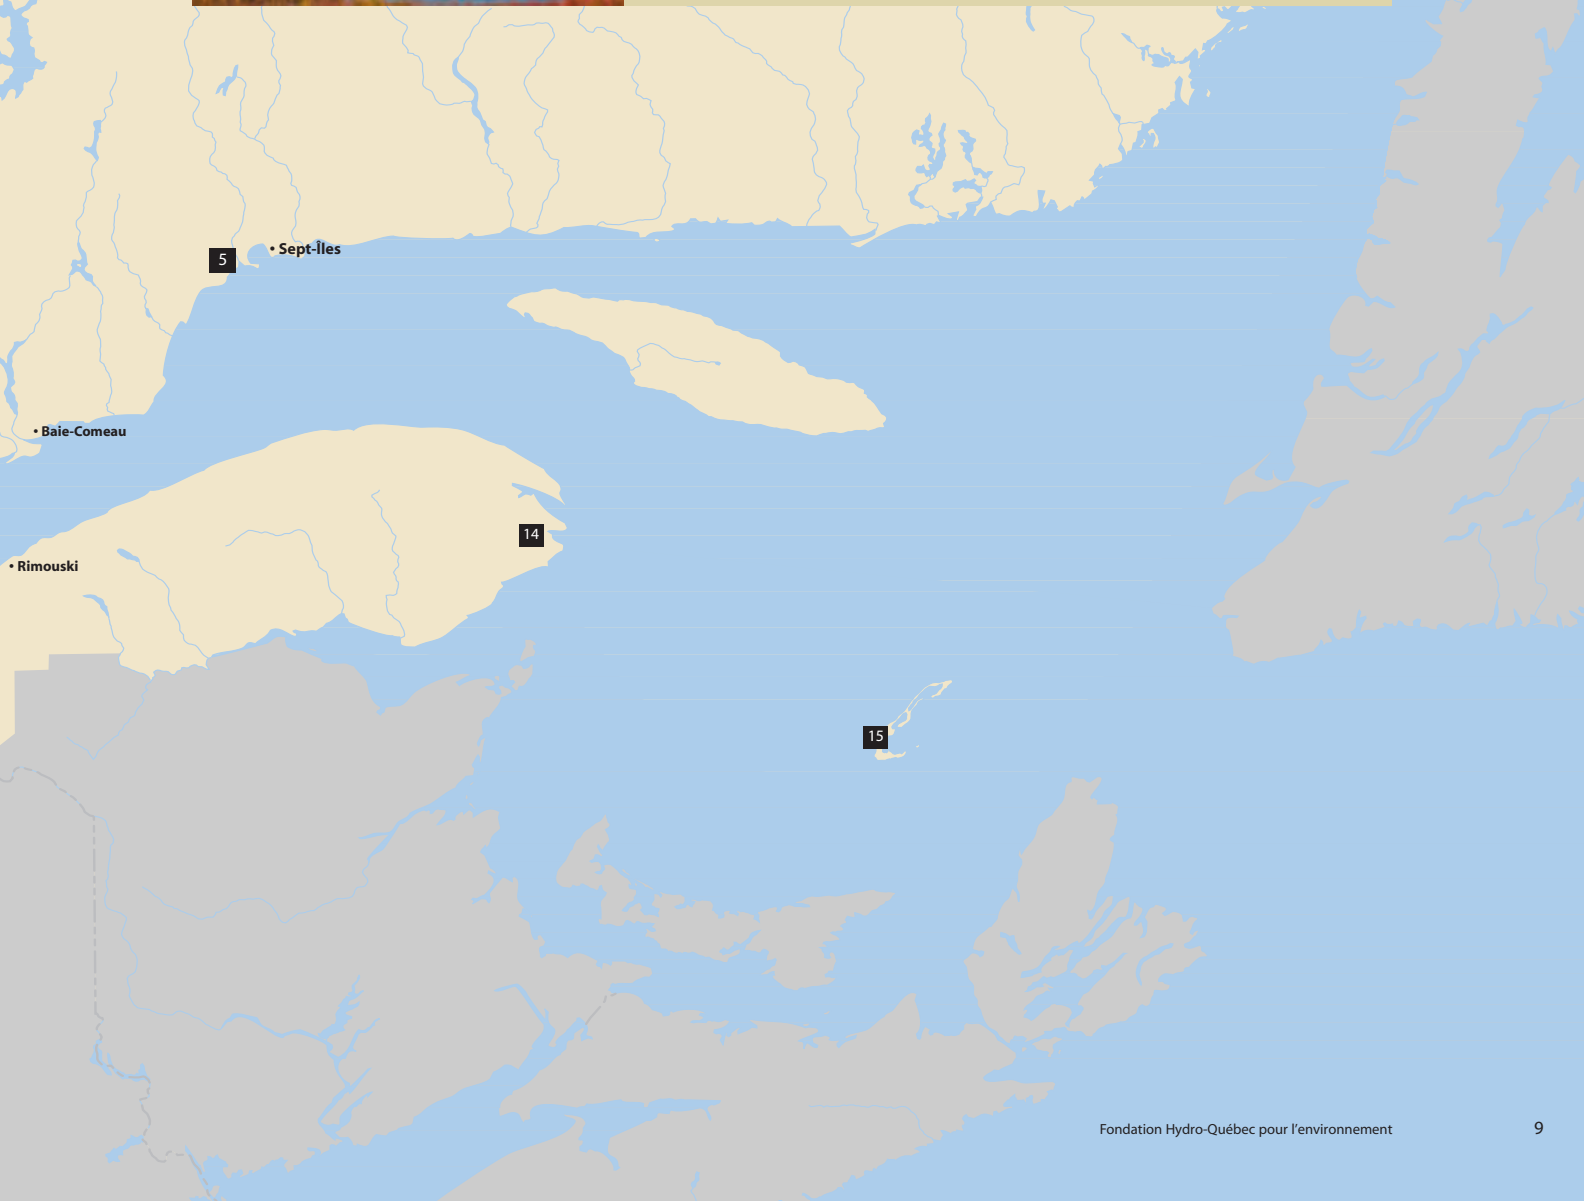 5
• Sept-Îles
• Baie-Comeau
14
• Rimouski
15
Fondation Hydro-Québec pour l'environnement
9